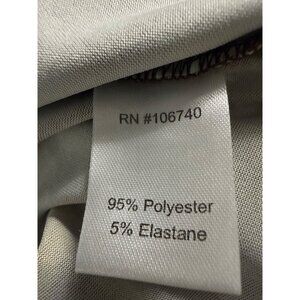 RN #106740
95% Polyester
5% Elastane